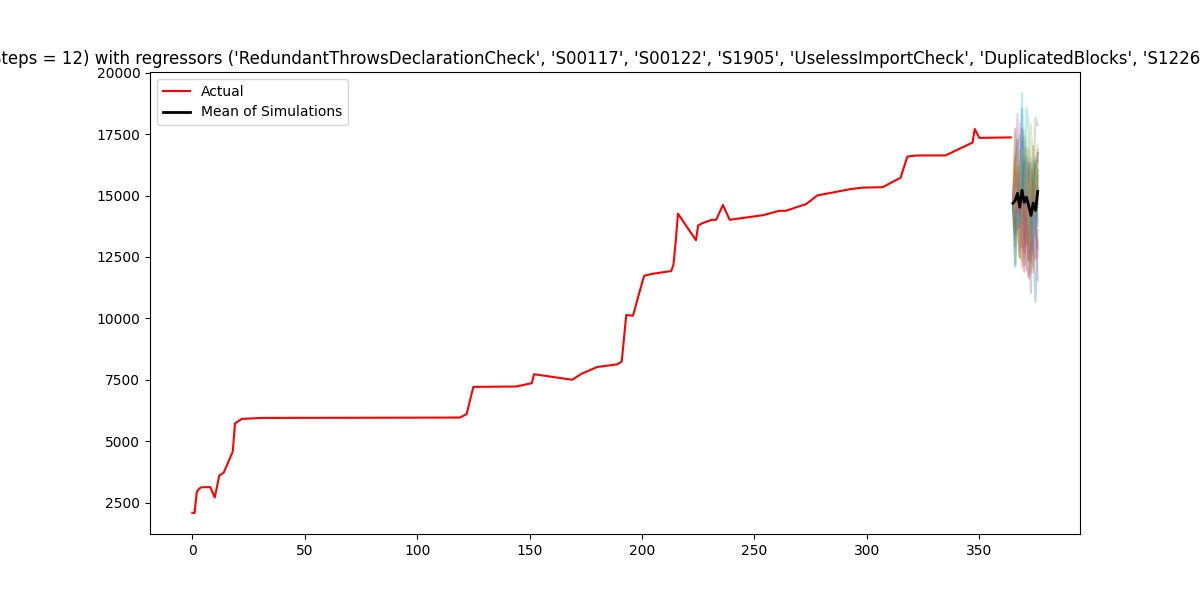 = 12) with regressors ('RedundantThrowsDeclarationCheck', 'S00117', 'S00122', 'S1905', 'UselessImportCheck', 'DuplicatedBlocks', 'S1226
Actual
Mean of Simulations
20000
17500
15000
12500
10000
7500
5000
2500
0 50 100 150 200 250 300 350